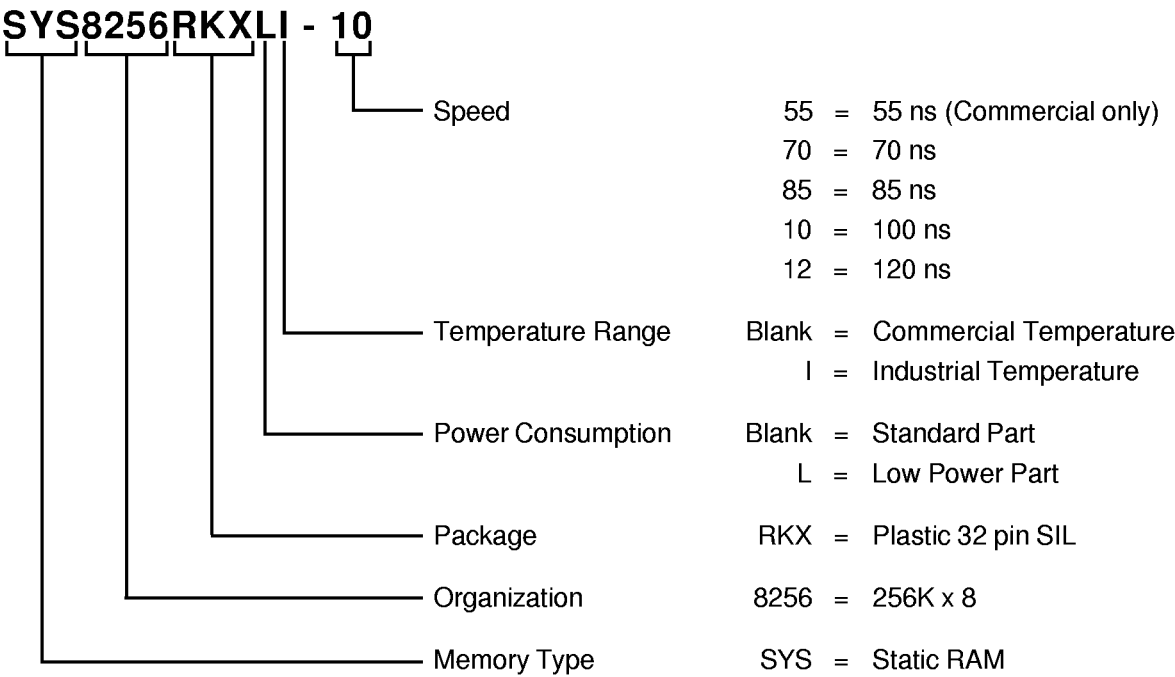 SYS8256RKXLI - 10
Speed 55 = 55 ns (Commercial only)
70 = 70 ns
85 = 85 ns
10 = 100 ns
12 = 120 ns
Temperature Range Blank = Commercial Temperature
I = Industrial Temperature
Power Consumption Blank = Standard Part
L = Low Power Part
Package RKX = Plastic 32 pin SIL
Organization 8256 = 256K x 8
Memory Type SYS = Static RAM